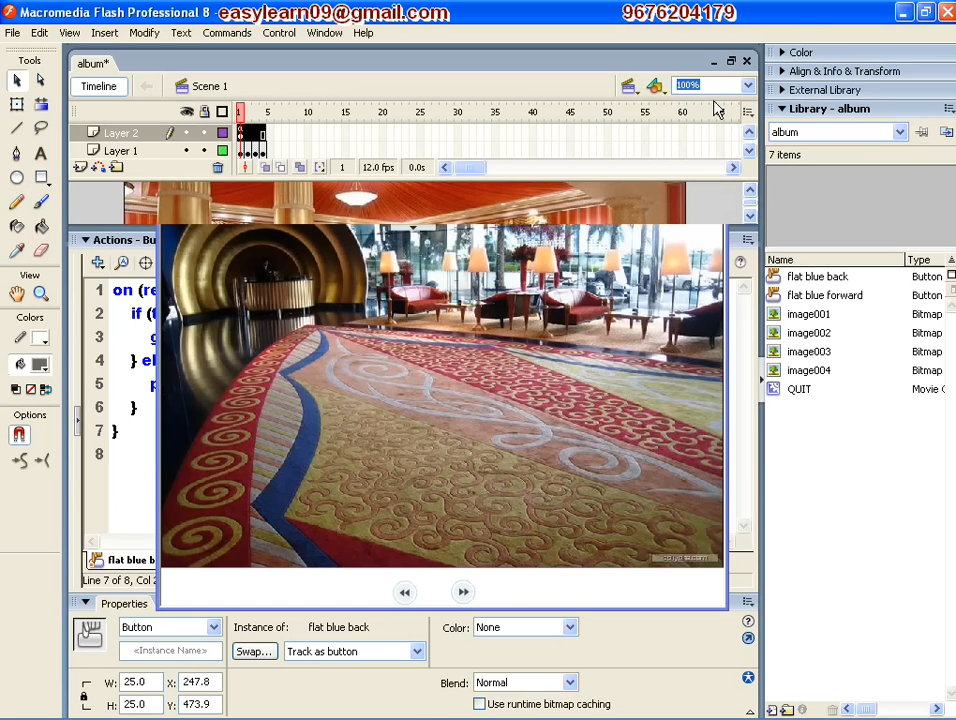 Macromedia Flash Professional 8 -
easylearn09@gmail.com
9676204179
File Edit View Insert Modify Text Commands Control Window Help
Tools
View
Colors
Options
album*
Timeline
Scene 1
100%
1 5 10 15 20 25 30 35 40 45 50 55 60
Layer 2
Layer 1
1 12.0 fps 0.0s
Actions - Bu
1 on (re
2 if (
3 g
4 } el
5 p
6 }
7 }
8
flat blue b
Line 7 of 8, Col 2
Properties
Button
<Instance Name>
Instance of: flat blue back
Swap... Track as button
Color: None
W: 25.0 X: 247.8
H: 25.0 Y: 473.9
Blend: Normal
Use runtime bitmap caching
Color
Align & Info & Transform
External Library
Library - album
album
7 items
Name Type
flat blue back Button
flat blue forward Button
image001 Bitmap
image002 Bitmap
image003 Bitmap
image004 Bitmap
QUIT Movie C